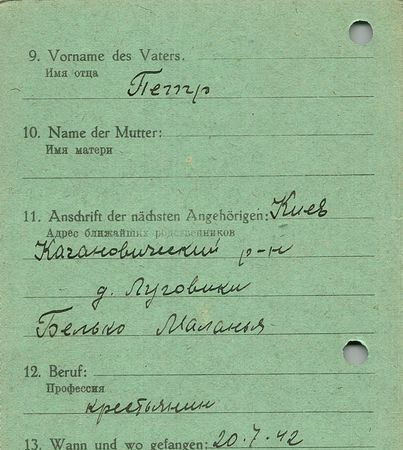 9. Vorname des Vaters.
Имя отца
Петр
10. Name der Mutter:
Имя матери
11. Anschrift der nächsten Angehörigen: Киев
Адрес ближайших родственников
Кагановический р-н
д. Луговики
Белько Маланья
12. Beruf:
Профессия
крестьянин
13. Wann und wo gefangen: 20.7.42